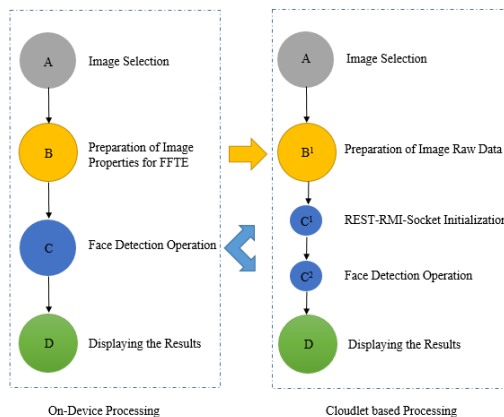 A
Image Selection
B
Preparation of Image
Properties for FFTE
C
Face Detection Operation
D
Displaying the Results
On-Device Processing
A
Image Selection
B¹
Preparation of Image Raw Data
C¹
REST-RMI-Socket Initialization
C²
Face Detection Operation
D
Displaying the Results
Cloudlet based Processing